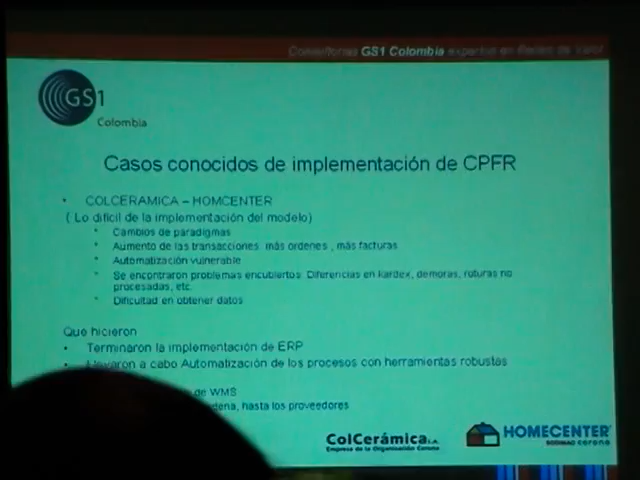 Consultorías GS1 Colombia expertos en Redes de Valor
GS1
Colombia
Casos conocidos de implementación de CPFR
• COLCERAMICA – HOMCENTER
( Lo difícil de la implementación del modelo)
• Cambios de paradigmas
• Aumento de las transacciones: más ordenes , más facturas
• Automatización vulnerable
• Se encontraron problemas encubiertos. Diferencias en kardex, demoras, roturas no
procesadas, etc.
• Dificultad en obtener datos
Que hicieron
• Terminaron la implementación de ERP
• Llevaron a cabo Automatización de los procesos con herramientas robustas
de WMS
hasta los proveedores
ColCerámica S.A.
Empresa de la Organización Corona
HOMECENTER
SODIMAC corona